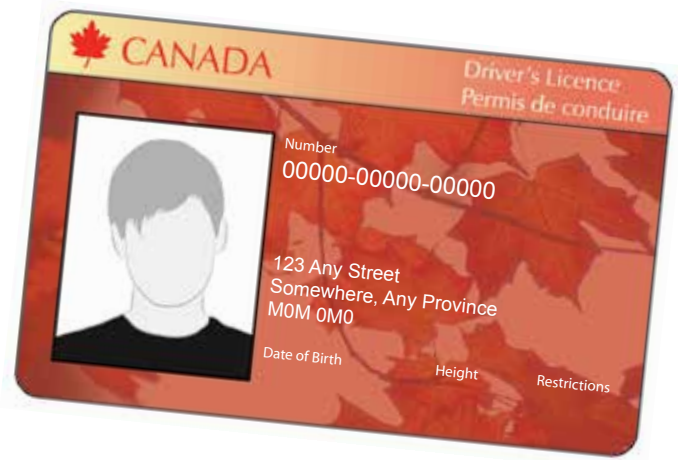 CANADA
Driver's Licence
Permis de conduire
Number
00000-00000-00000
123 Any Street
Somewhere, Any Province
M0M 0M0
Date of Birth
Height
Restrictions